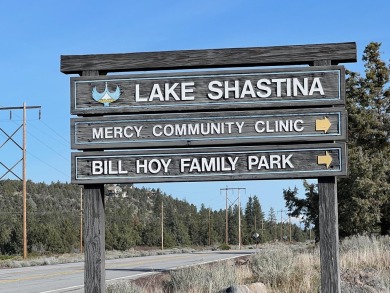 LAKE SHASTINA
MERCY COMMUNITY CLINIC
BILL HOY FAMILY PARK